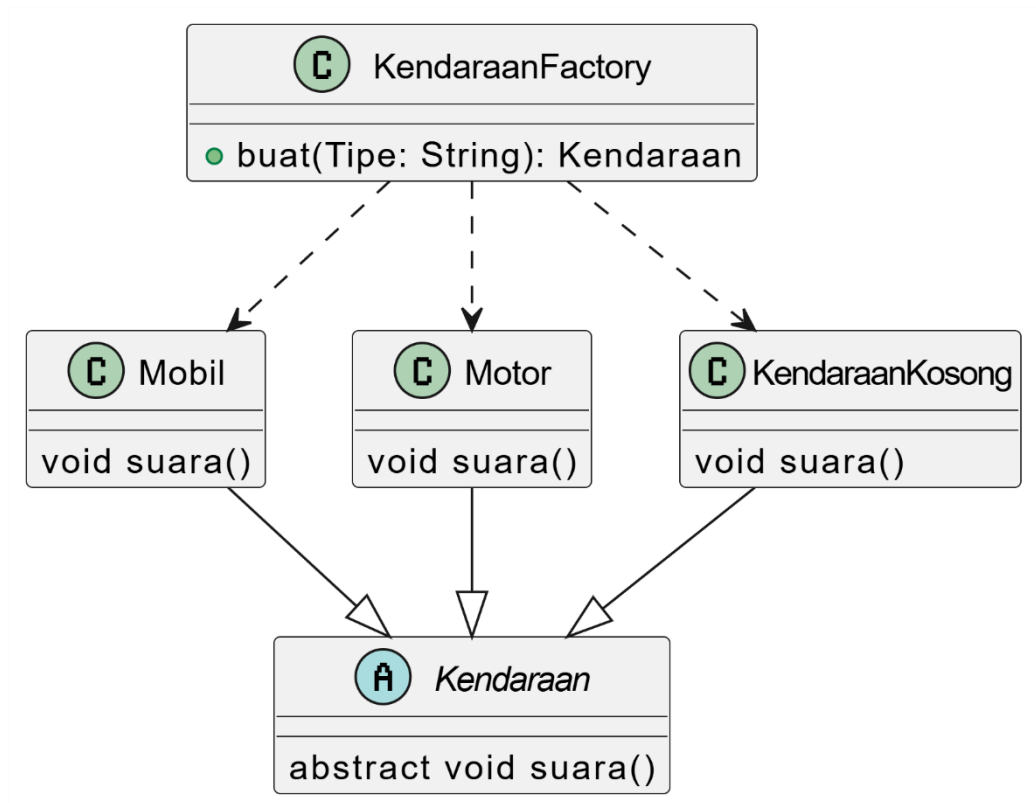 C KendaraanFactory
buat(Tipe: String): Kendaraan
C Mobil
void suara()
C Motor
void suara()
C KendaraanKosong
void suara()
A Kendaraan
abstract void suara()